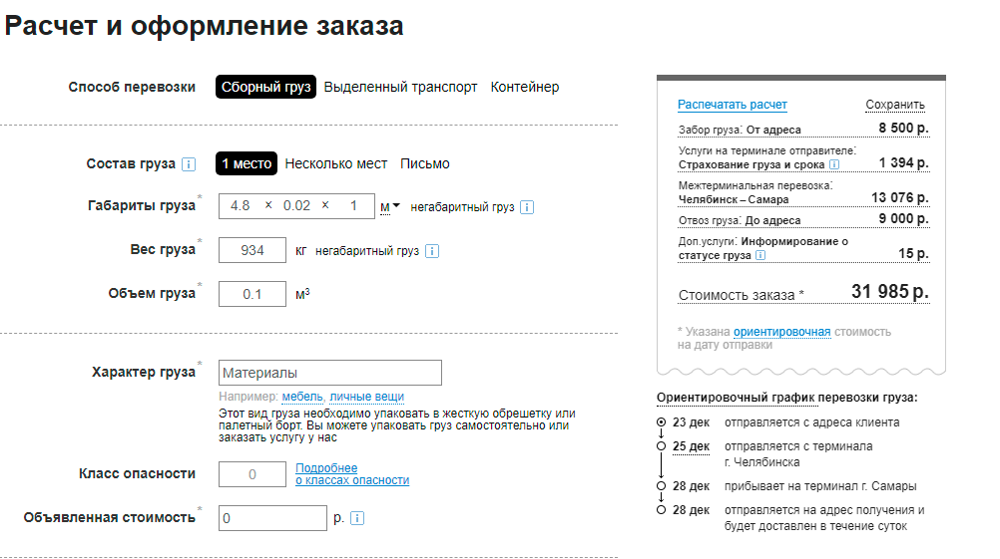 Расчет и оформление заказа
Способ перевозки Сборный груз Выделенный транспорт Контейнер
Состав груза i 1 место Несколько мест Письмо
Габариты груза* 4.8 × 0.02 × 1 м негабаритный груз i
Вес груза* 934 кг негабаритный груз i
Объем груза* 0.1 м³
Характер груза* Материалы
Например: мебель, личные вещи
Этот вид груза необходимо упаковать в жесткую обрешетку или
палетный борт. Вы можете упаковать груз самостоятельно или
заказать услугу у нас
Класс опасности 0 Подробнее
о классах опасности
Объявленная стоимость* 0 р. i
Распечатать расчет Сохранить
Забор груза: От адреса 8 500 р.
Услуги на терминале отправителе:
Страхование груза и срока i 1 394 р.
Межтерминальная перевозка:
Челябинск – Самара 13 076 р.
Отвоз груза: До адреса 9 000 р.
Доп.услуги: Информирование о
статусе груза i 15 р.
Стоимость заказа * 31 985 р.
* Указана ориентировочная стоимость
на дату отправки
Ориентировочный график перевозки груза:
23 дек отправляется с адреса клиента
25 дек отправляется с терминала
г. Челябинска
28 дек прибывает на терминал г. Самары
28 дек отправляется на адрес получения и
будет доставлен в течение суток